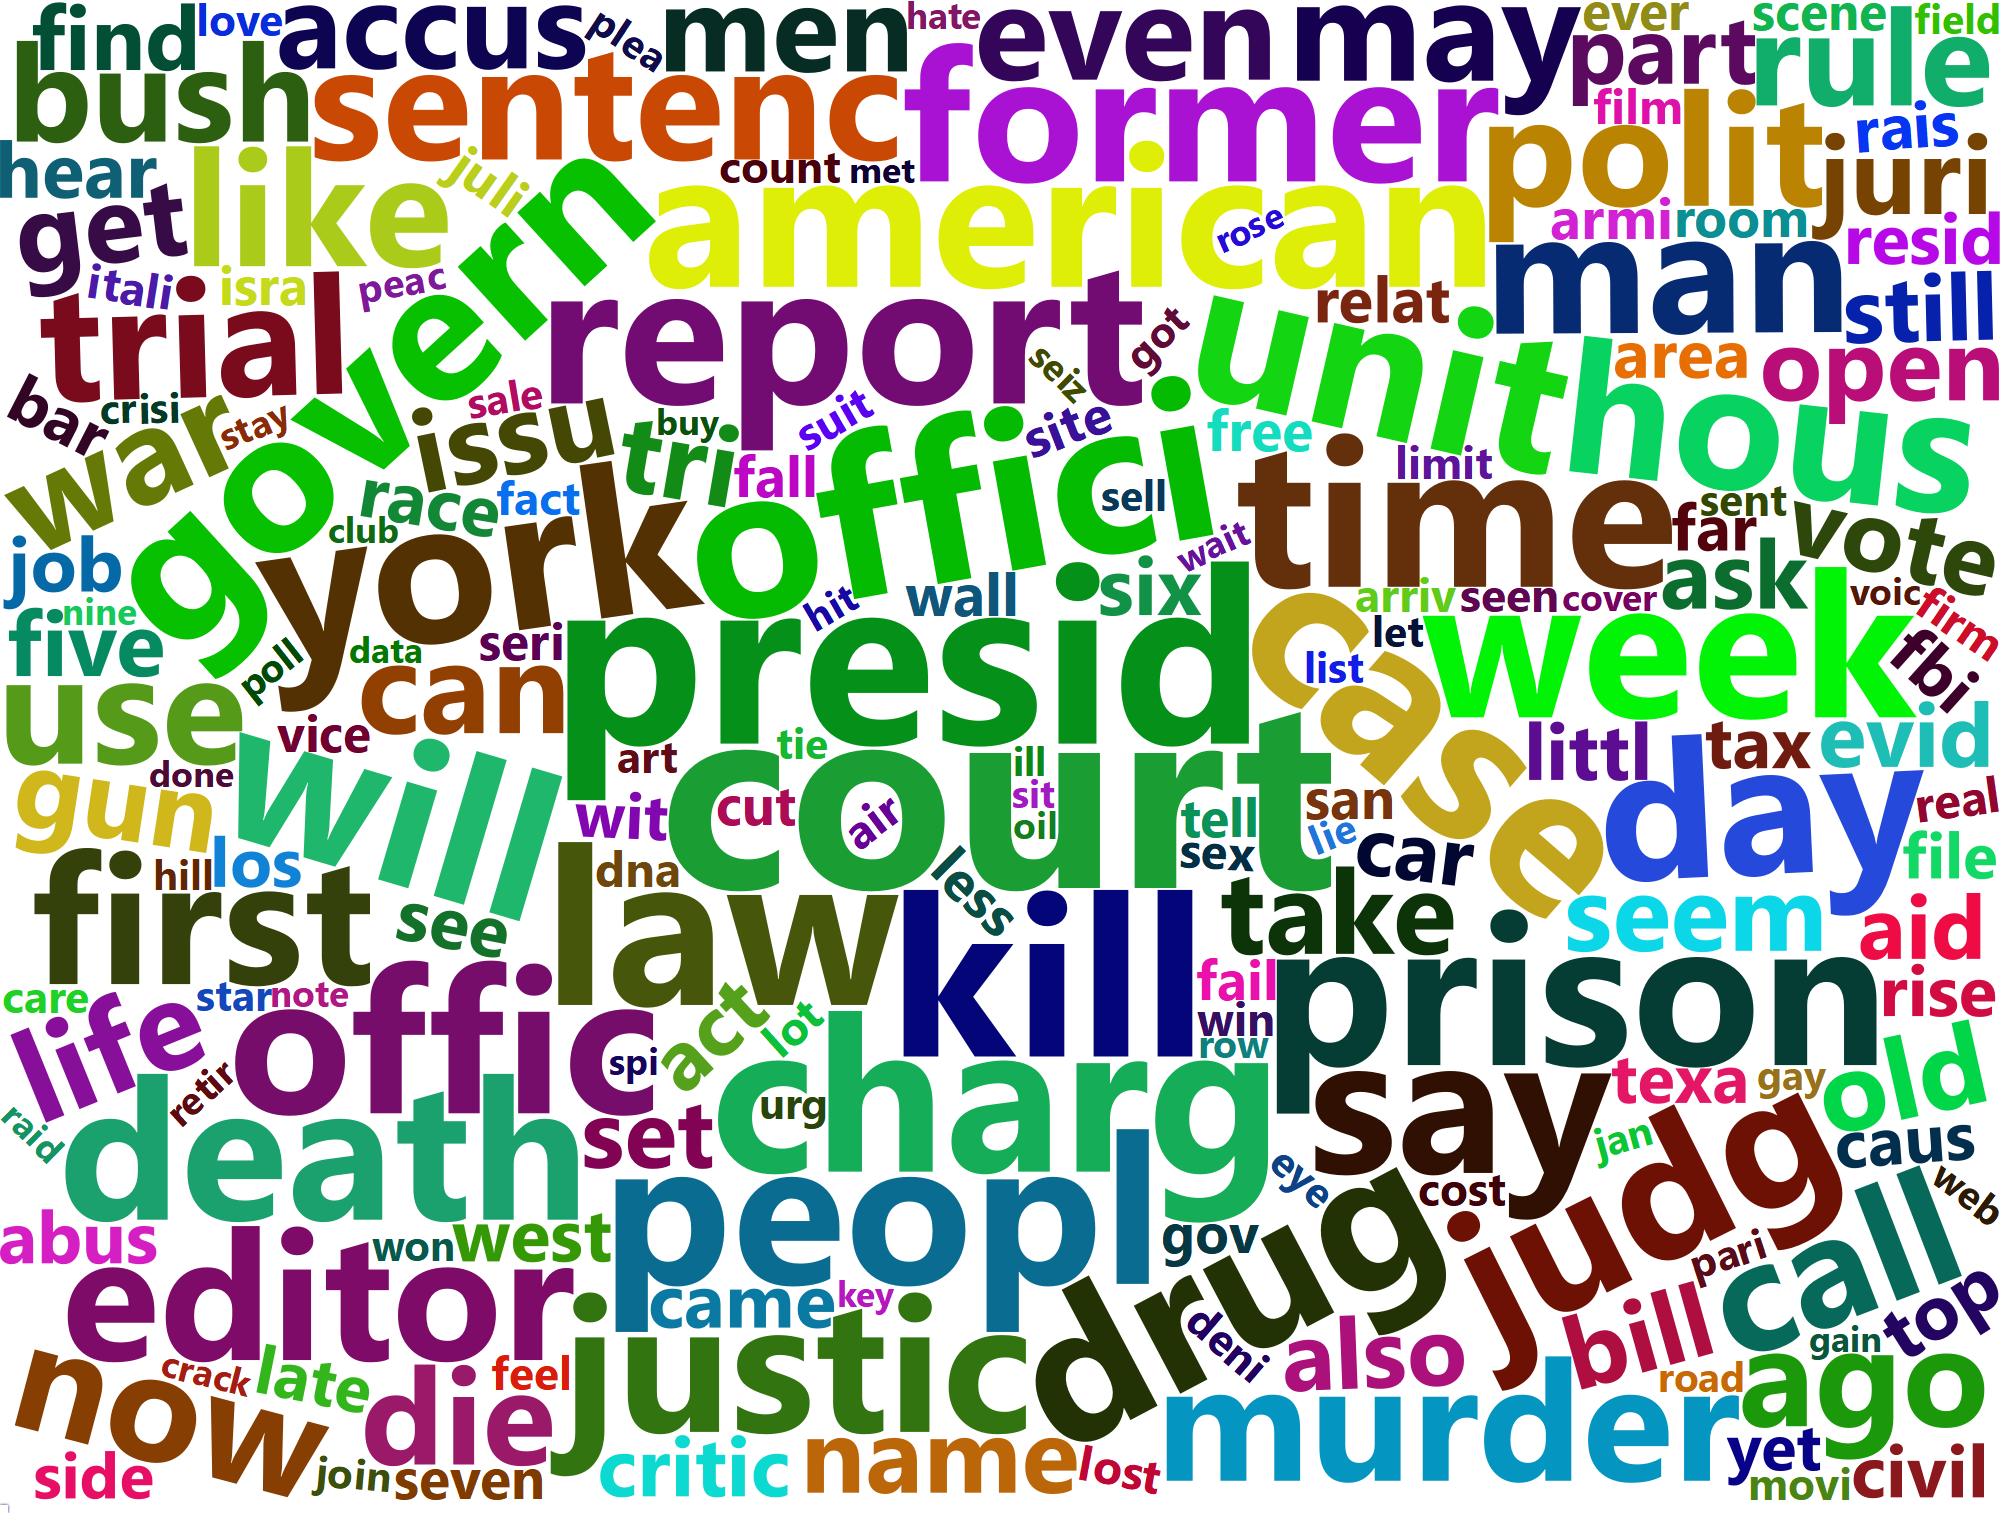 find love accus plea men hate even may ever part scene field
bush sentenc former film polit rule rais juri
hear like juli count met american rose armi room resid
get itali isra peac govern report relat man still
trial bar crisi stay sale got seiz unit hous area open
war issu tri buy suit site free limit
race fact fall offici sell time sent far vote
job club york wait ask voic firm
nine five poll data seri hit wall six arriv seen cover let week fbi
use can presid case list
vice will art tie ill littl tax evid
gun done wit cut air sit oil tell san lie day real
hill los dna court sex car file
first see law less kill take seem aid
care star note fail prison rise
life offic spi act lot win row
retir charg say texa gay old
raid death set urg jan judg caus web
abus won west peopl eye cost gov pari call
editor came key drug deni bill top
justic also gain road ago
now crack late die feel murder yet
side join seven critic name lost movi civil